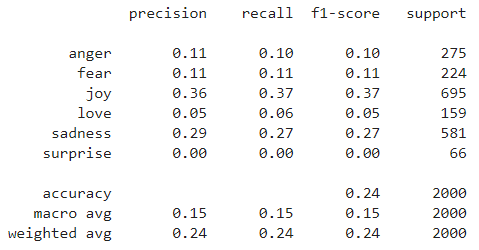 precision recall f1-score support
anger 0.11 0.10 0.10 275
fear 0.11 0.11 0.11 224
joy 0.36 0.37 0.37 695
love 0.05 0.06 0.05 159
sadness 0.29 0.27 0.27 581
surprise 0.00 0.00 0.00 66
accuracy 0.24 2000
macro avg 0.15 0.15 0.15 2000
weighted avg 0.24 0.24 0.24 2000